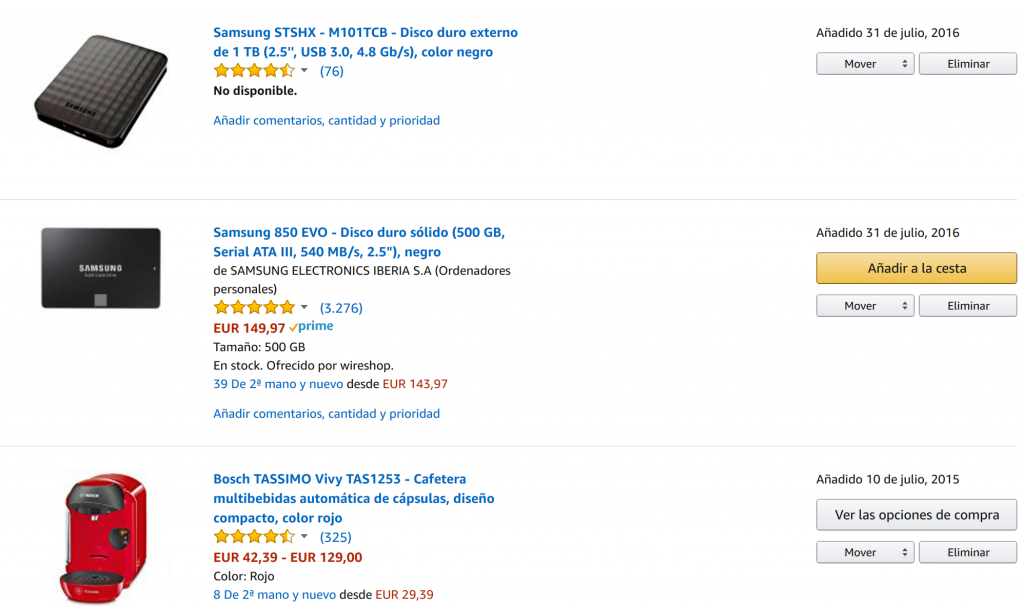 Samsung STSHX - M101TCB - Disco duro externo
de 1 TB (2.5", USB 3.0, 4.8 Gb/s), color negro
(76)
No disponible.
Añadir comentarios, cantidad y prioridad
Añadido 31 de julio, 2016
Mover
Eliminar
SAMSUNG
Samsung 850 EVO - Disco duro sólido (500 GB,
Serial ATA III, 540 MB/s, 2.5"), negro
de SAMSUNG ELECTRONICS IBERIA S.A (Ordenadores
personales)
(3.276)
EUR 149,97 prime
Tamaño: 500 GB
En stock. Ofrecido por wireshop.
39 De 2ª mano y nuevo desde EUR 143,97
Añadir comentarios, cantidad y prioridad
Añadido 31 de julio, 2016
Añadir a la cesta
Mover
Eliminar
SAMSUNG
Solid State Drive
Bosch TASSIMO Vivy TAS1253 - Cafetera
multibebidas automática de cápsulas, diseño
compacto, color rojo
(325)
EUR 42,39 - EUR 129,00
Color: Rojo
8 De 2ª mano y nuevo desde EUR 29,39
Añadido 10 de julio, 2015
Ver las opciones de compra
Mover
Eliminar
BOSCH
TASSIMO